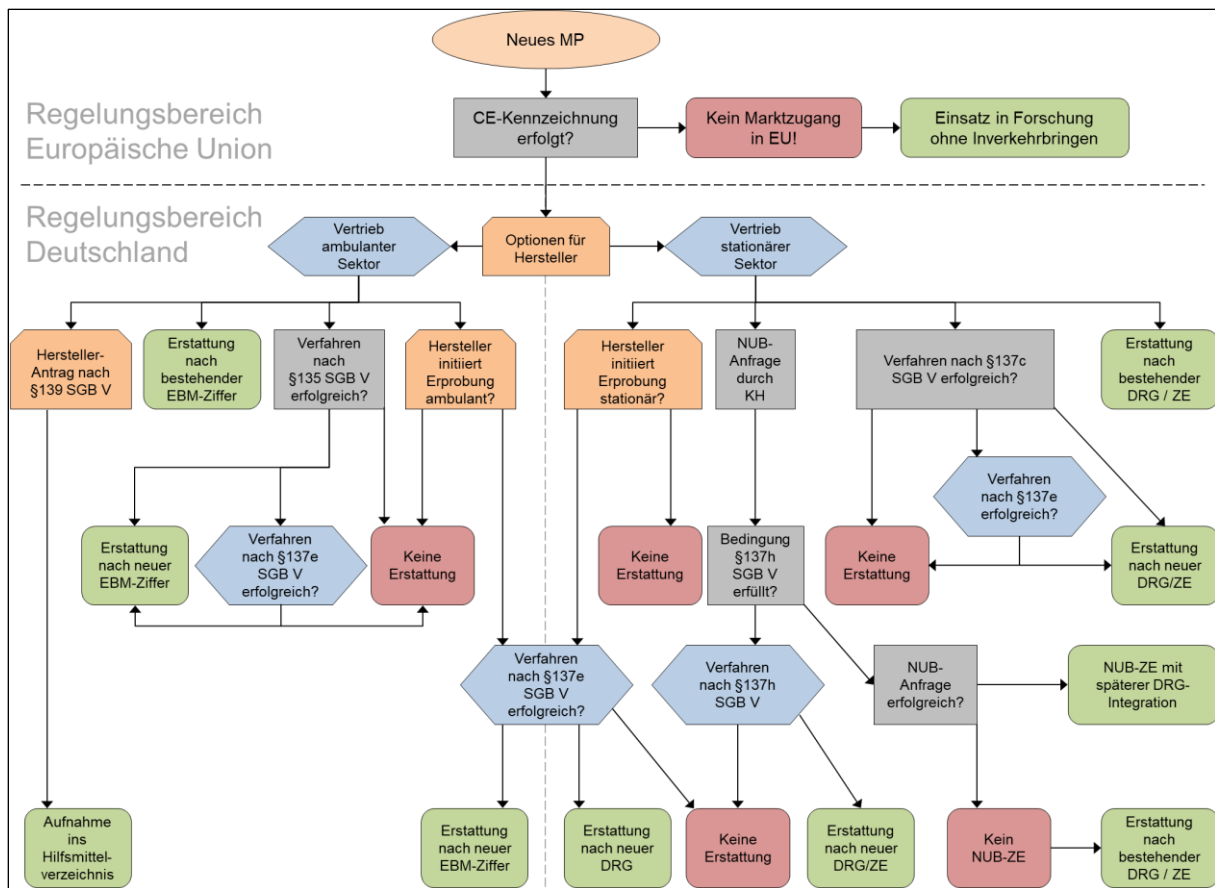 Neues MP
Regelungsbereich
Europäische Union
CE-Kennzeichnung
erfolgt?
Kein Marktzugang
in EU!
Einsatz in Forschung
ohne Inverkehrbringen
Regelungsbereich
Deutschland
Vertrieb
ambulanter
Sektor
Optionen für
Hersteller
Vertrieb
stationärer
Sektor
Hersteller-
Antrag nach
§139 SGB V
Erstattung
nach
bestehender
EBM-Ziffer
Verfahren
nach
§135 SGB V
erfolgreich?
Hersteller
initiiert
Erprobung
ambulant?
Hersteller
initiiert
Erprobung
stationär?
NUB-
Anfrage
durch
KH
Verfahren nach §137c
SGB V erfolgreich?
Erstattung
nach
bestehender
DRG / ZE
Verfahren
nach §137e
erfolgreich?
Erstattung
nach neuer
EBM-Ziffer
Verfahren
nach §137e
SGB V
erfolgreich?
Keine
Erstattung
Keine
Erstattung
Bedingung
§137h
SGB V
erfüllt?
Keine
Erstattung
Erstattung
nach neuer
DRG/ZE
Verfahren
nach §137e
SGB V
erfolgreich?
Verfahren
nach §137h
SGB V
NUB-
Anfrage
erfolgreich?
NUB-ZE mit
späterer DRG-
Integration
Aufnahme
ins
Hilfsmittel-
verzeichnis
Erstattung
nach neuer
EBM-Ziffer
Erstattung
nach neuer
DRG
Keine
Erstattung
Erstattung
nach neuer
DRG/ZE
Kein
NUB-ZE
Erstattung
nach
bestehender
DRG / ZE